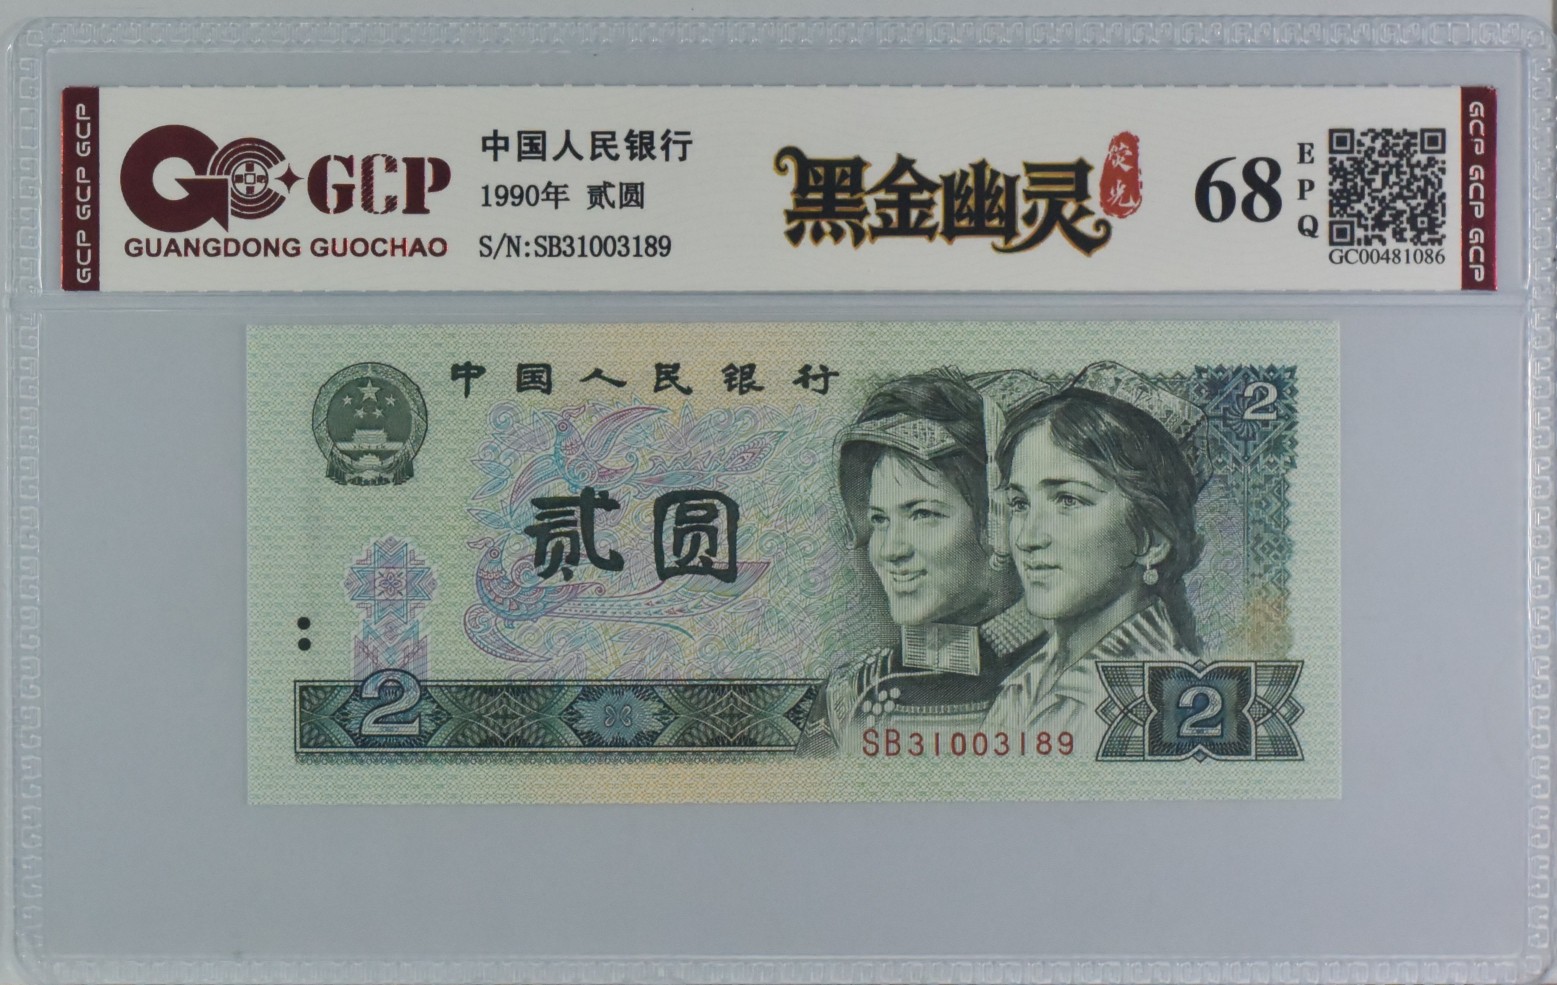 GCP GCP GCP
GCP
GUANGDONG GUOCHAO
中国人民银行
1990年 贰圆
S/N:SB31003189
黑金幽灵
荧光
68
EPQ
GC00481086
GCP GCP GCP
中国人民银行
2
贰圆
2
SB31003189
2